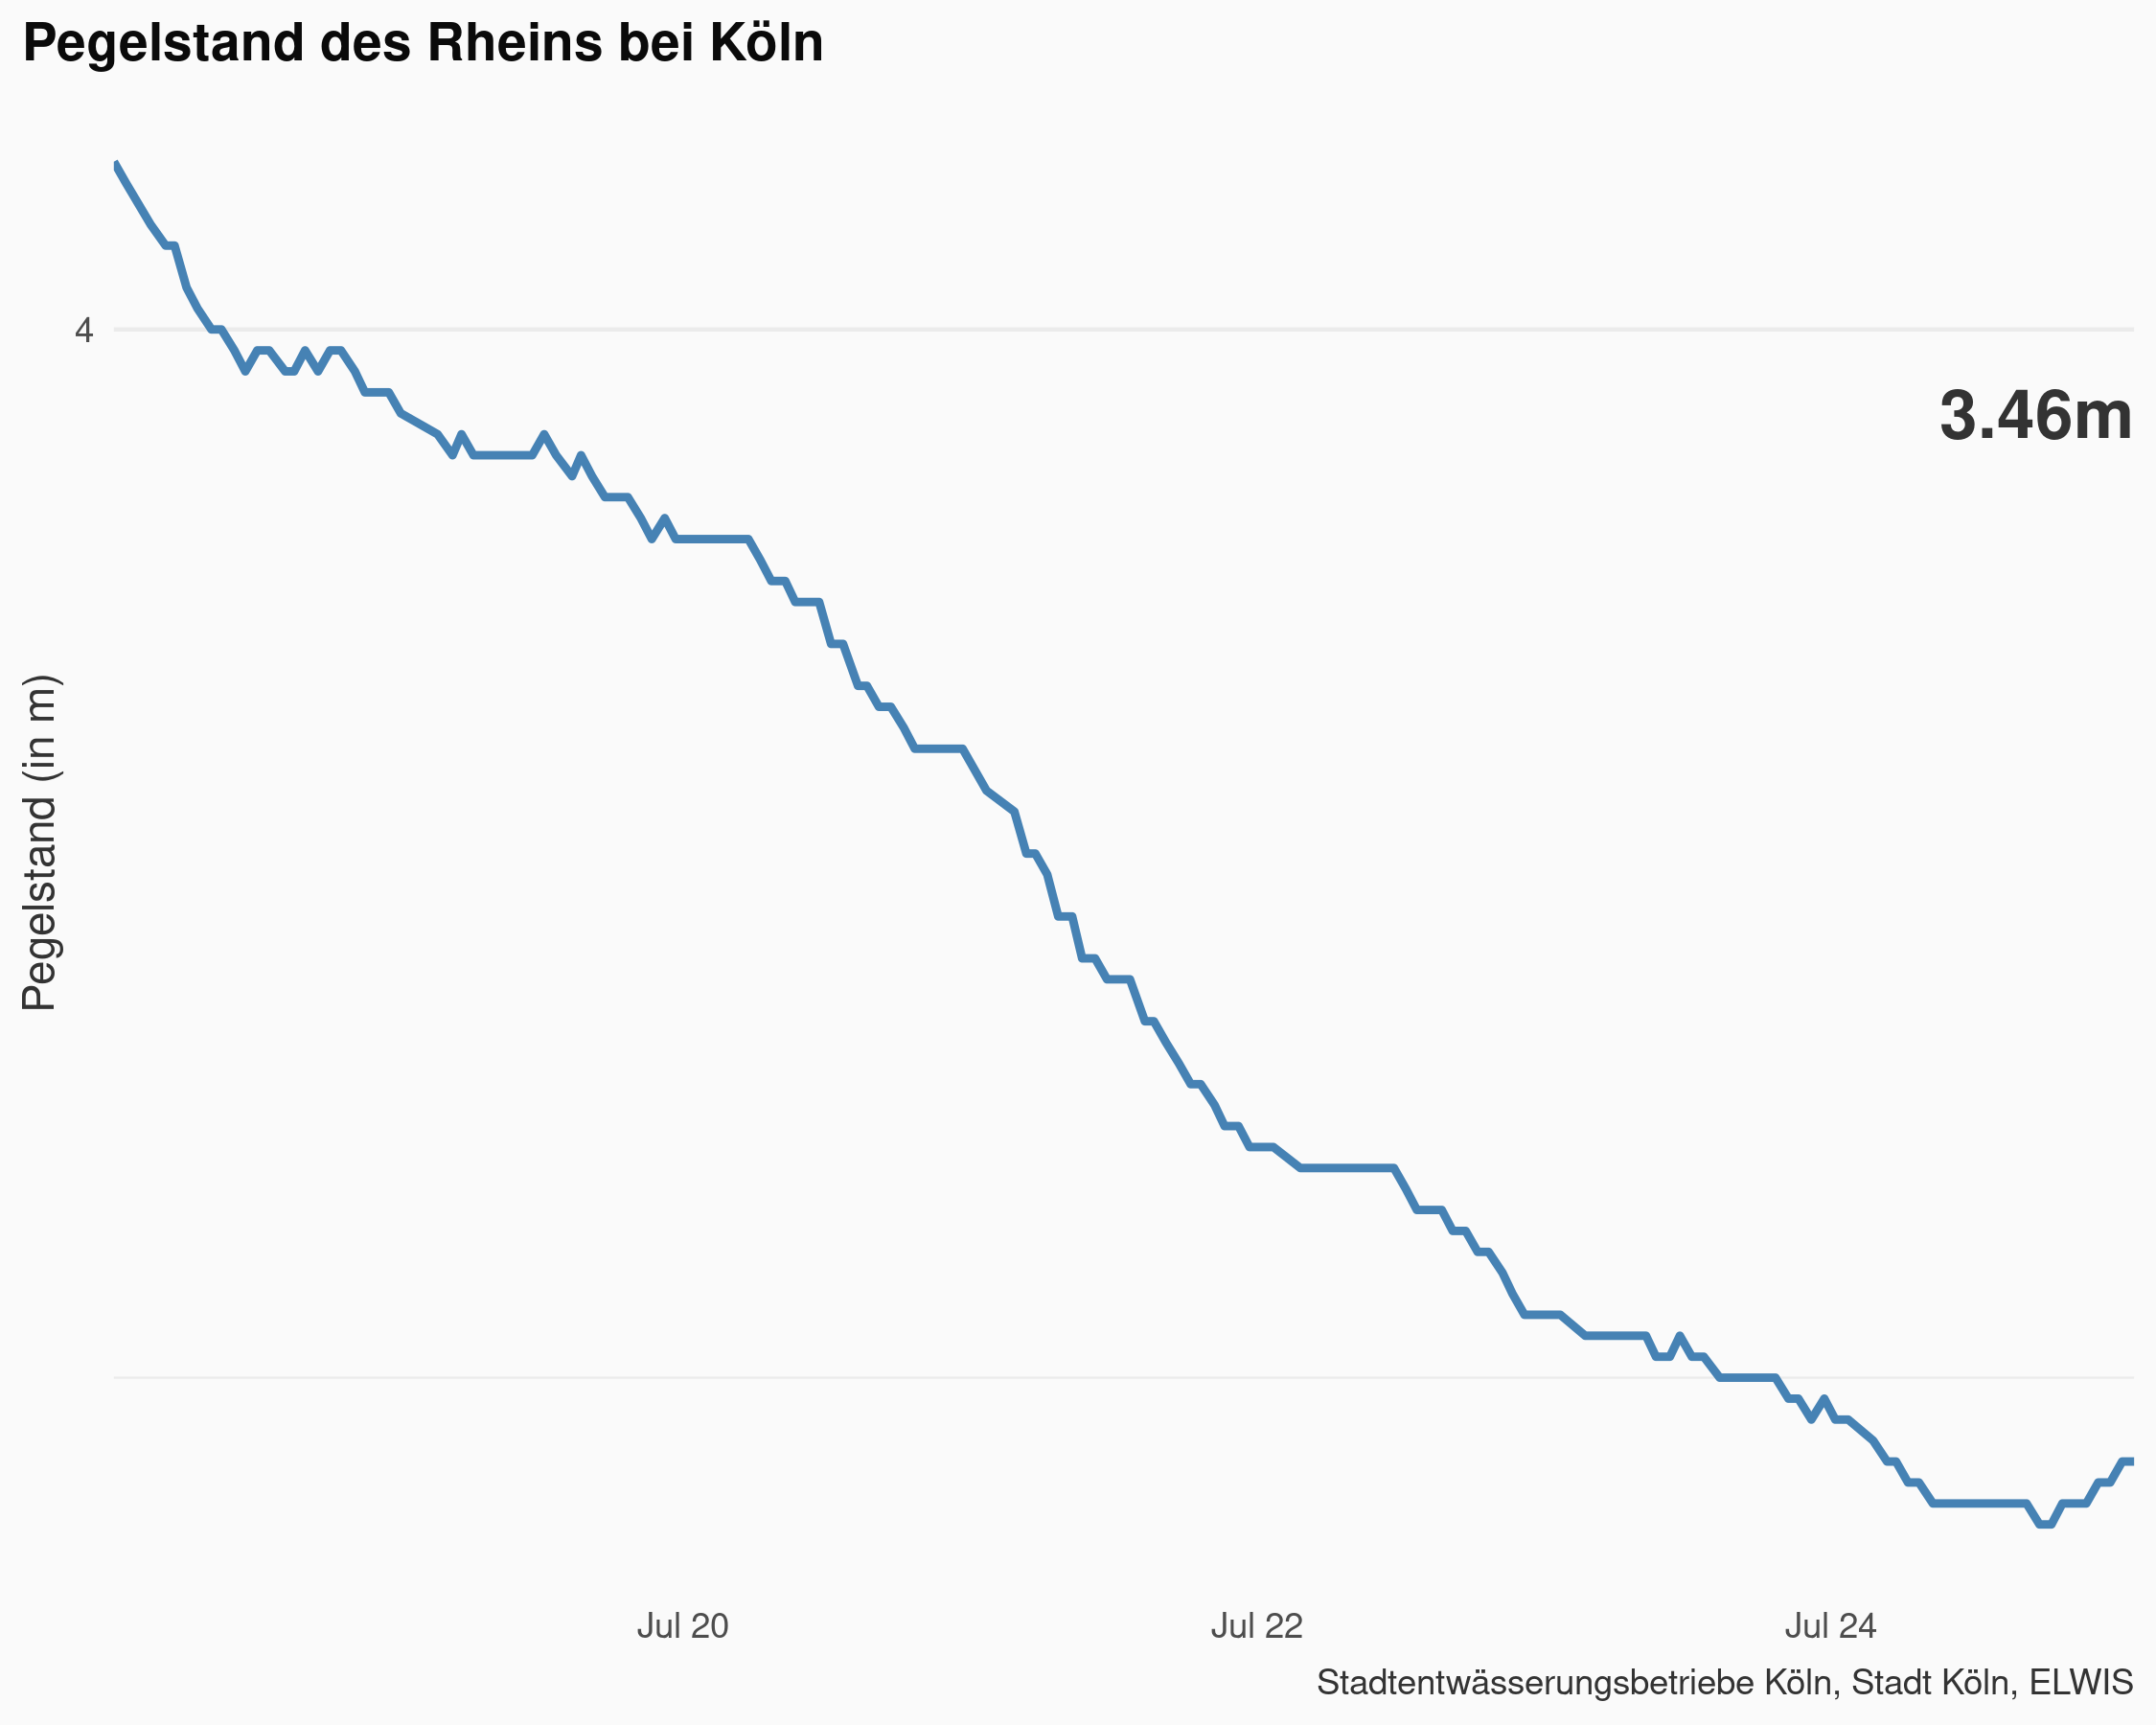 Pegelstand des Rheins bei Köln
4
3.46m
Pegelstand (in m)
Jul 20
Jul 22
Jul 24
Stadtentwässerungsbetriebe Köln, Stadt Köln, ELWIS